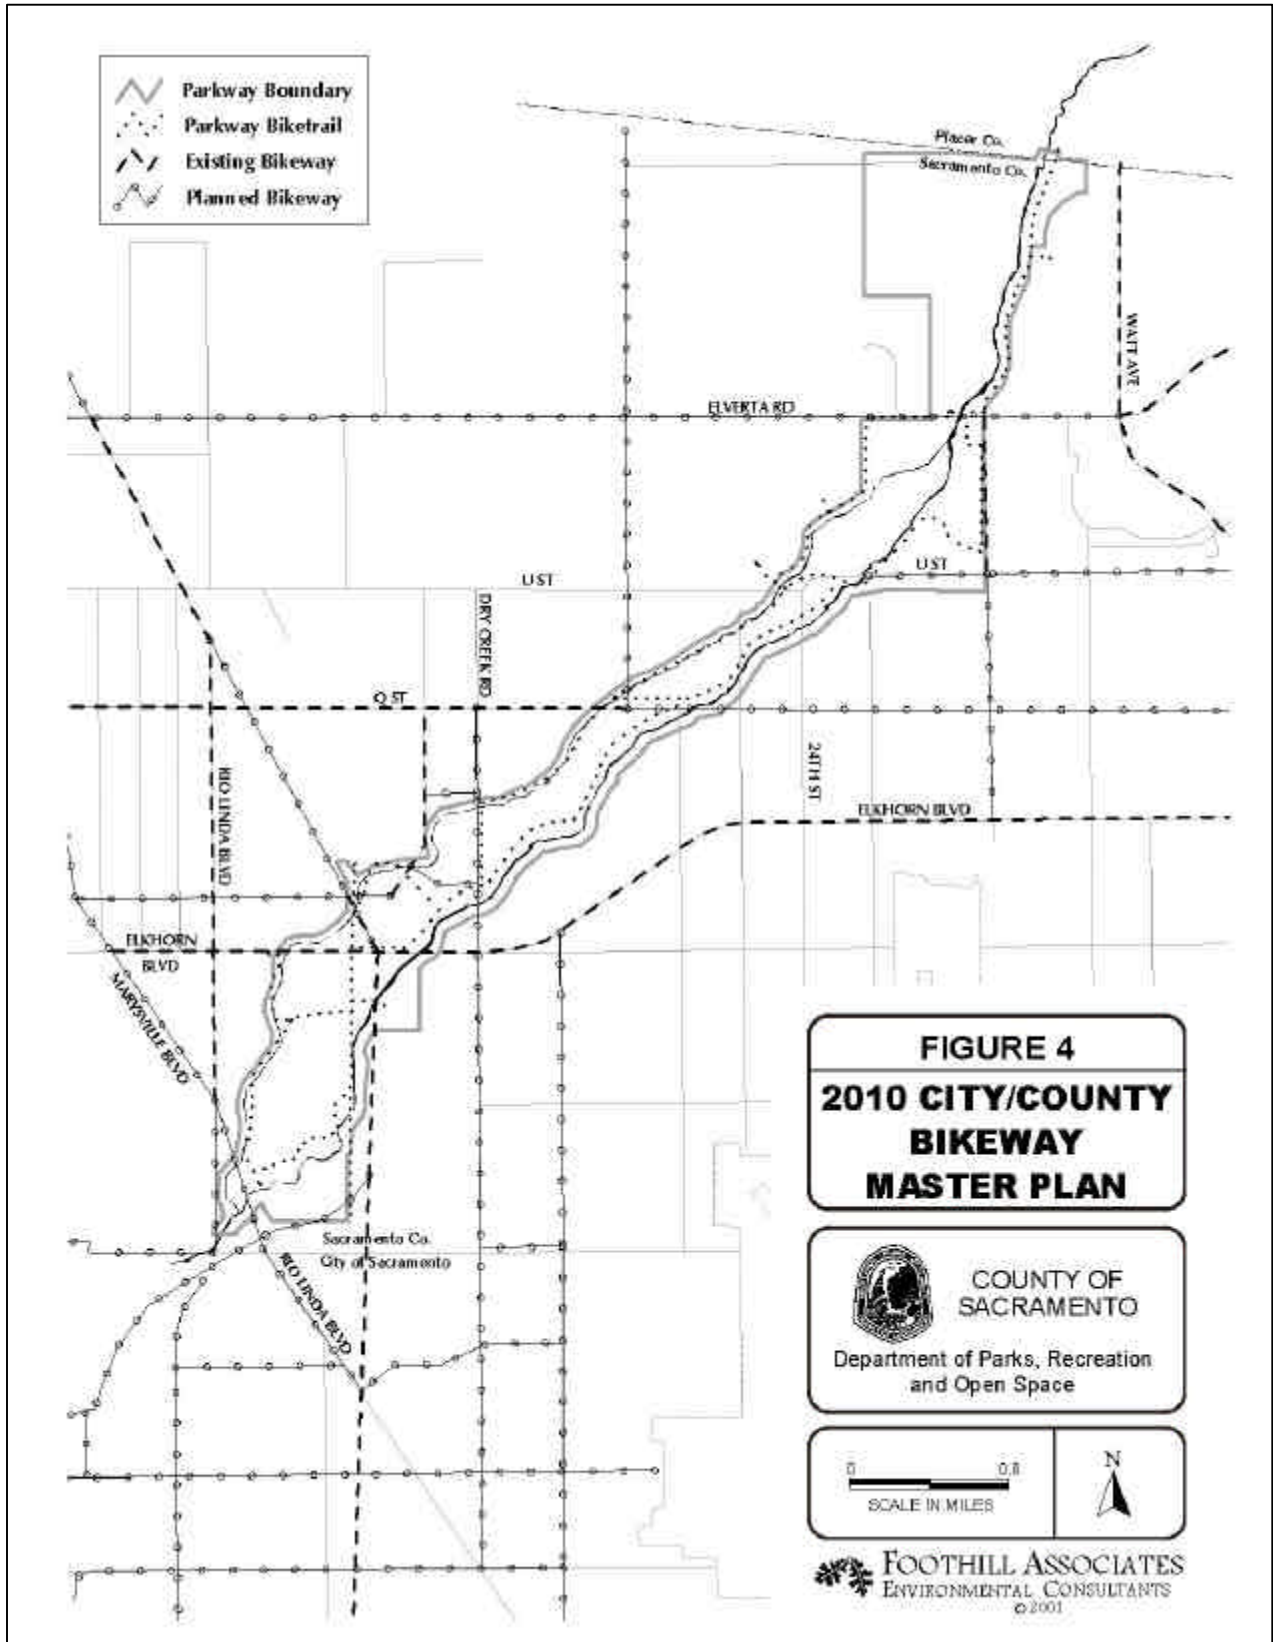 Parkway Boundary
Parkway Biketrail
Existing Bikeway
Planned Bikeway
Placer Co.
Sacramento Co.
WATT AVE
ELVERTA RD
U ST
U ST
DRY CREEK RD
Q ST
24TH ST
RIO LINDA BLVD
ELKHORN BLVD
ELKHORN
BLVD
MARYSVILLE BLVD
FIGURE 4
2010 CITY/COUNTY
BIKEWAY
MASTER PLAN
Sacramento Co.
City of Sacramento
RIO LINDA BLVD
COUNTY OF
SACRAMENTO
Department of Parks, Recreation
and Open Space
0 0.8
SCALE IN MILES
N
FOOTHILL ASSOCIATES
ENVIRONMENTAL CONSULTANTS
© 2001